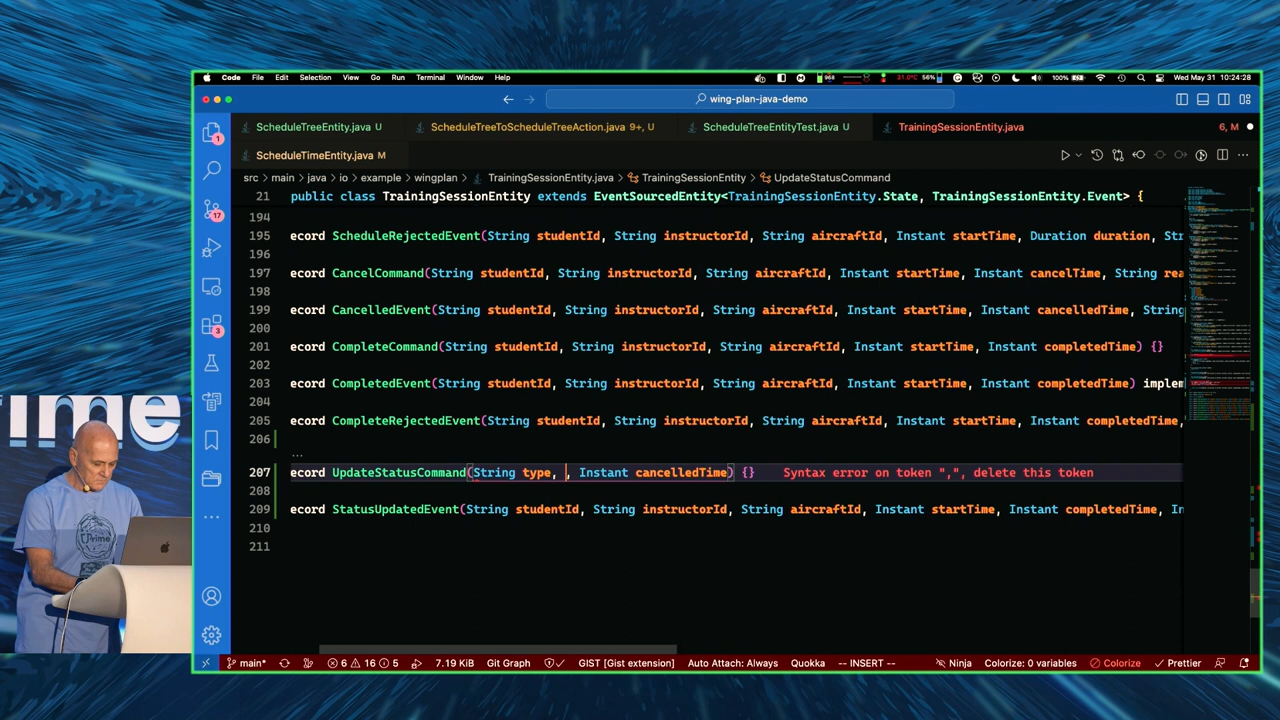 Code File Edit Selection View Go Run Terminal Window Help 968 31.0°C 56% 100% Wed May 31 10:24:28
wing-plan-java-demo
ScheduleTreeEntity.java U ScheduleTreeToScheduleTreeAction.java 9+, U ScheduleTreeEntityTest.java U TrainingSessionEntity.java 6, M
ScheduleTimeEntity.java M
src > main > java > io > example > wingplan > TrainingSessionEntity.java > TrainingSessionEntity > UpdateStatusCommand
21 public class TrainingSessionEntity extends EventSourcedEntity<TrainingSessionEntity.State, TrainingSessionEntity.Event> {
194
195 ecord ScheduleRejectedEvent(String studentId, String instructorId, String aircraftId, Instant startTime, Duration duration, Str
196
197 ecord CancelCommand(String studentId, String instructorId, String aircraftId, Instant startTime, Instant cancelTime, String rea
198
199 ecord CancelledEvent(String studentId, String instructorId, String aircraftId, Instant startTime, Instant cancelledTime, String
200
201 ecord CompleteCommand(String studentId, String instructorId, String aircraftId, Instant startTime, Instant completedTime) {}
202
203 ecord CompletedEvent(String studentId, String instructorId, String aircraftId, Instant startTime, Instant completedTime) implem
204
205 ecord CompleteRejectedEvent(String studentId, String instructorId, String aircraftId, Instant startTime, Instant completedTime,
206
...
207 ecord UpdateStatusCommand(String type, , Instant cancelledTime) {} Syntax error on token ",", delete this token
208
209 ecord StatusUpdatedEvent(String studentId, String instructorId, String aircraftId, Instant startTime, Instant completedTime, In
210
211
1
17
3
main* 6 16 5 7.19 KiB Git Graph GIST [Gist extension] Auto Attach: Always Quokka -- INSERT -- Ninja Colorize: 0 variables Colorize Prettier